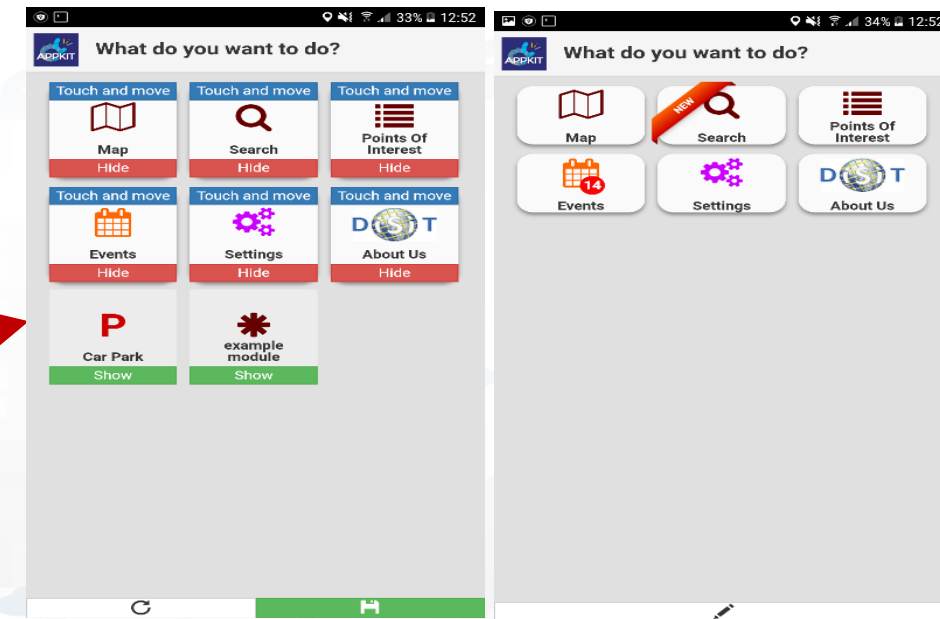 33% 12:52
APPKIT What do you want to do?
Touch and move Touch and move Touch and move
Map Search Points Of
Interest
Hide Hide Hide
Touch and move Touch and move Touch and move
DST
Events Settings About Us
Hide Hide Hide
P
Car Park example
module
Show Show
34% 12:52
APPKIT What do you want to do?
NEW
Map Search Points Of
Interest
14 DST
Events Settings About Us